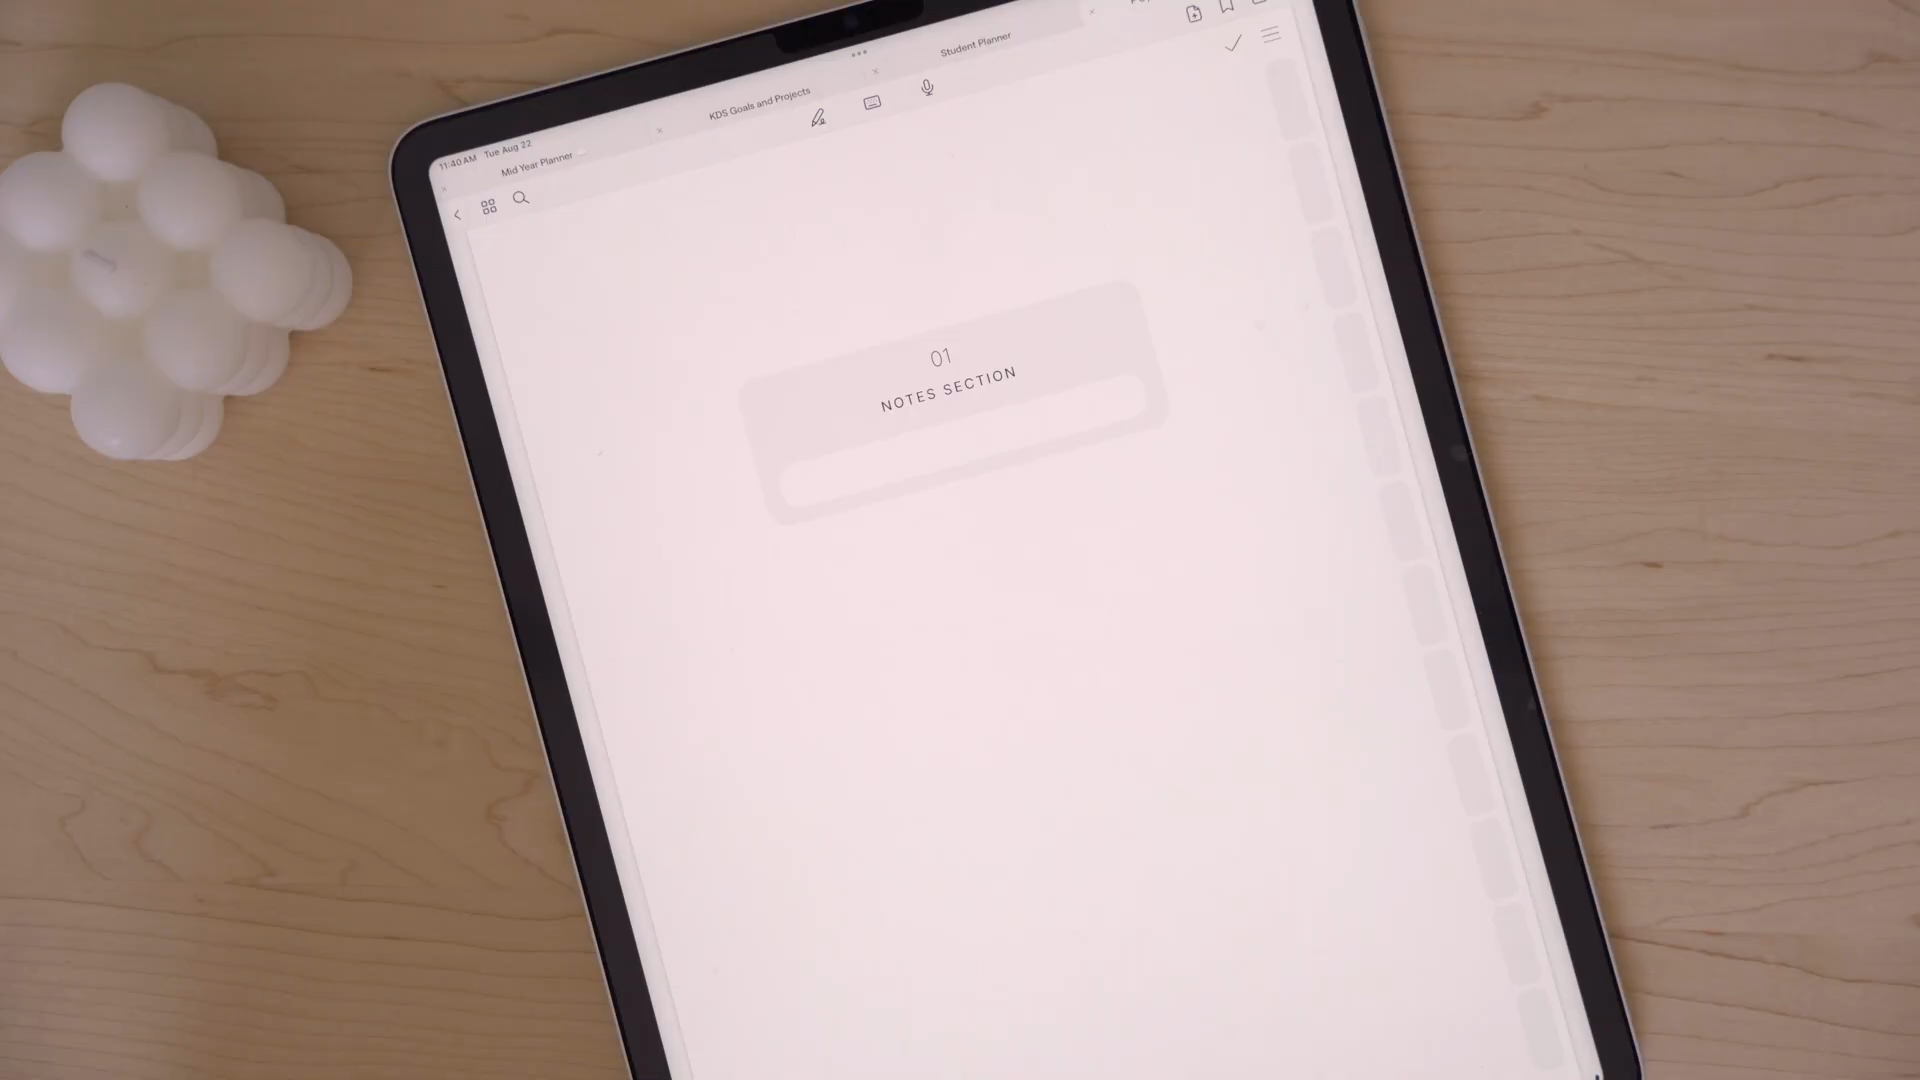 11:40 AM Tue Aug 22
Mid Year Planner
KDS Goals and Projects
Student Planner
01
NOTES SECTION